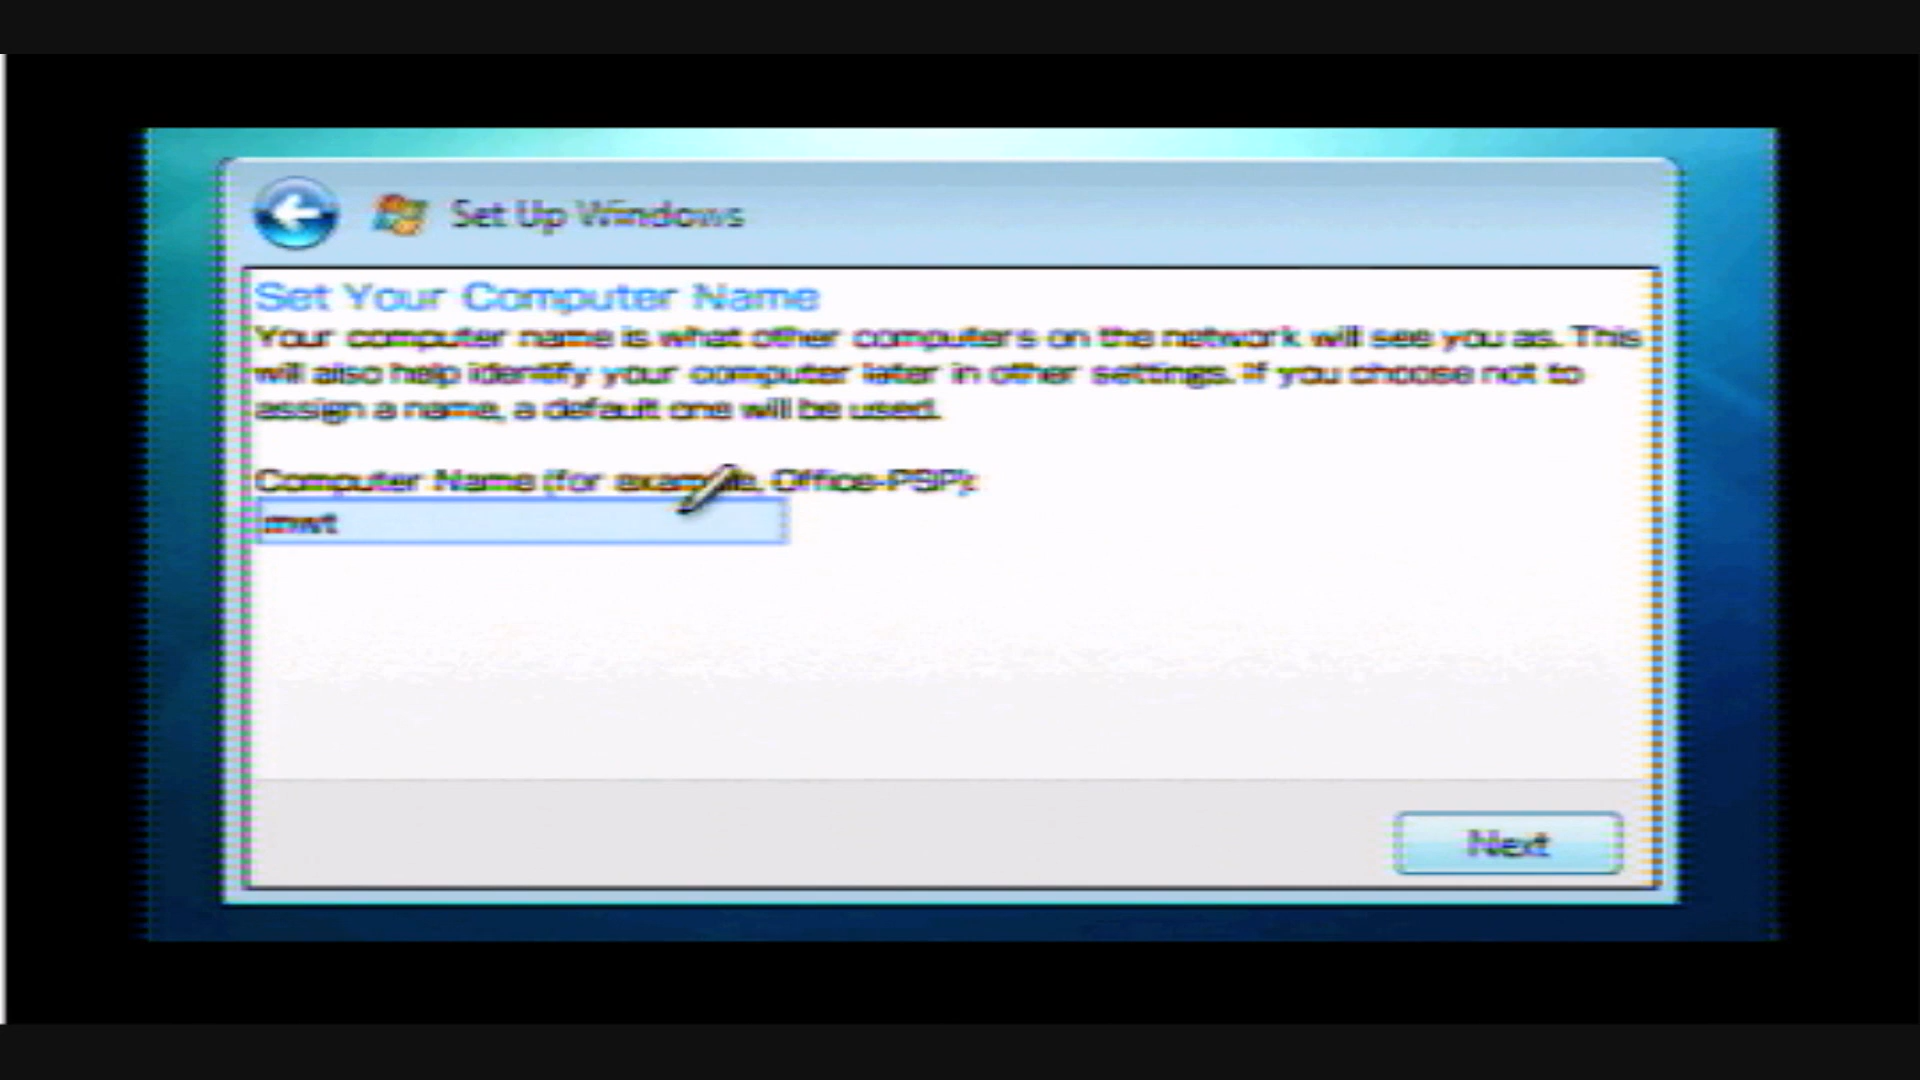 Set Up Windows
Set Your Computer Name
Your computer name is what other computers on the network will see you as. This
will also help identify your computer later in other settings. If you choose not to
assign a name, a default one will be used.
Computer Name (for example, Office-PSP):
mwt
Next